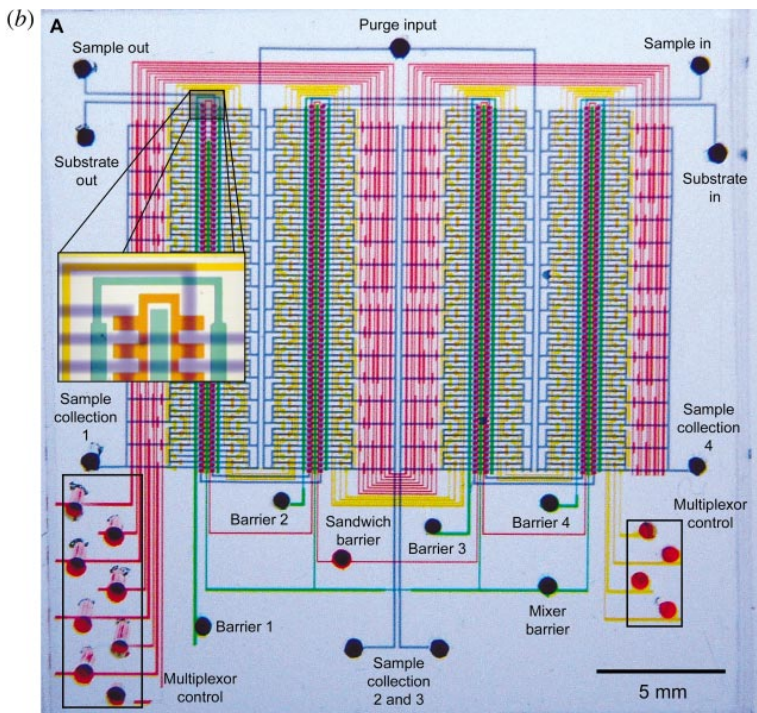 (b)
A
Purge input
Sample out
Sample in
Substrate
out
Substrate
in
Sample
collection
1
Sample
collection
4
Barrier 2
Sandwich
barrier
Barrier 3
Barrier 4
Multiplexor
control
Barrier 1
Mixer
barrier
Multiplexor
control
Sample
collection
2 and 3
5 mm